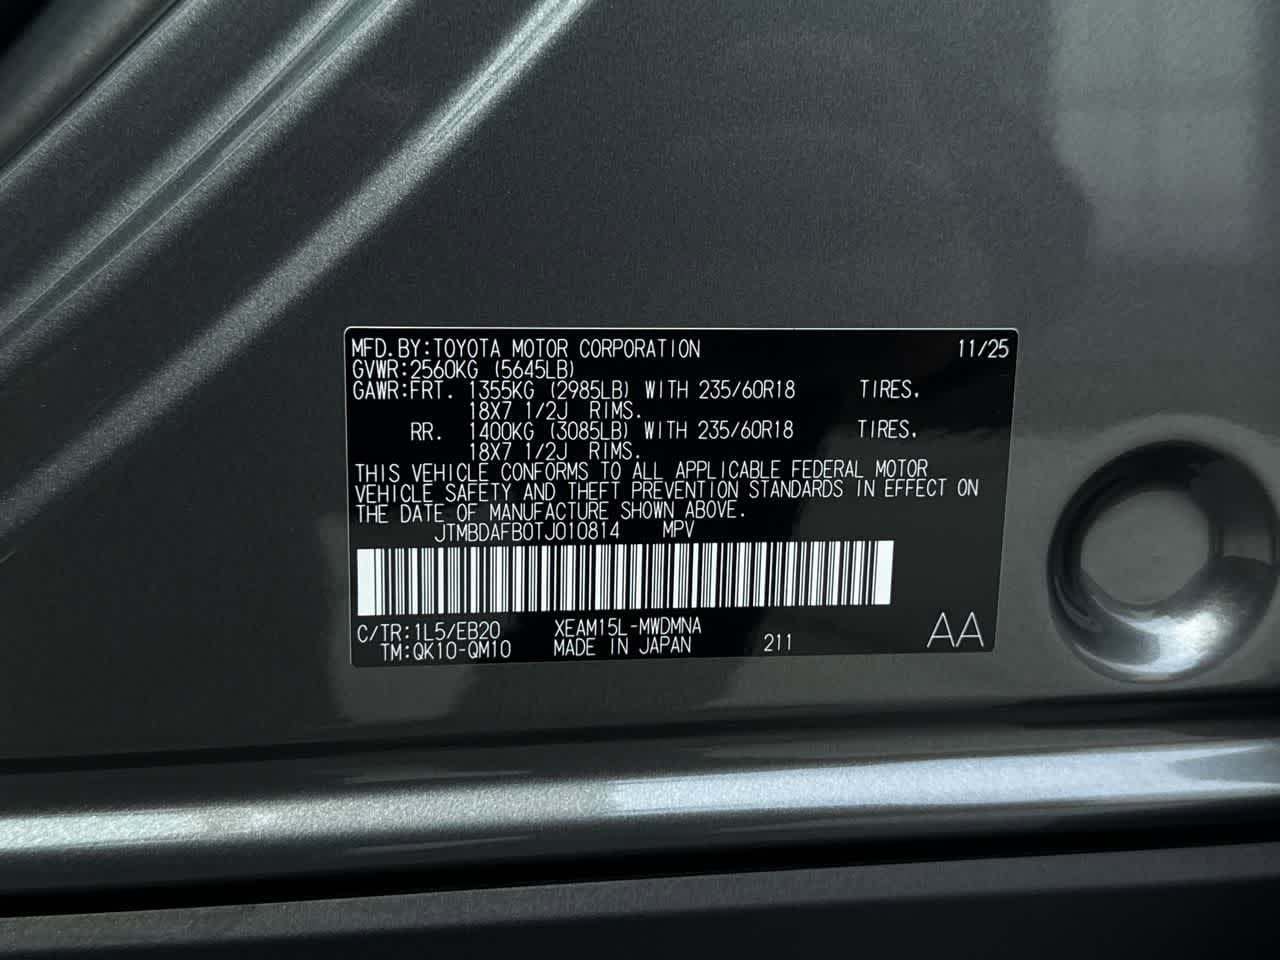 MFD.BY:TOYOTA MOTOR CORPORATION 11/25
GVWR:2560KG (5645LB)
GAWR:FRT. 1355KG (2985LB) WITH 235/60R18 TIRES,
18X7 1/2J RIMS.
RR. 1400KG (3085LB) WITH 235/60R18 TIRES,
18X7 1/2J RIMS.
THIS VEHICLE CONFORMS TO ALL APPLICABLE FEDERAL MOTOR
VEHICLE SAFETY AND THEFT PREVENTION STANDARDS IN EFFECT ON
THE DATE OF MANUFACTURE SHOWN ABOVE.
JTMBDAFB0TJ010814 MPV
C/TR:1L5/EB20 XEAM15L-MWDMNA
TM:QK10-QM10 MADE IN JAPAN 211 AA